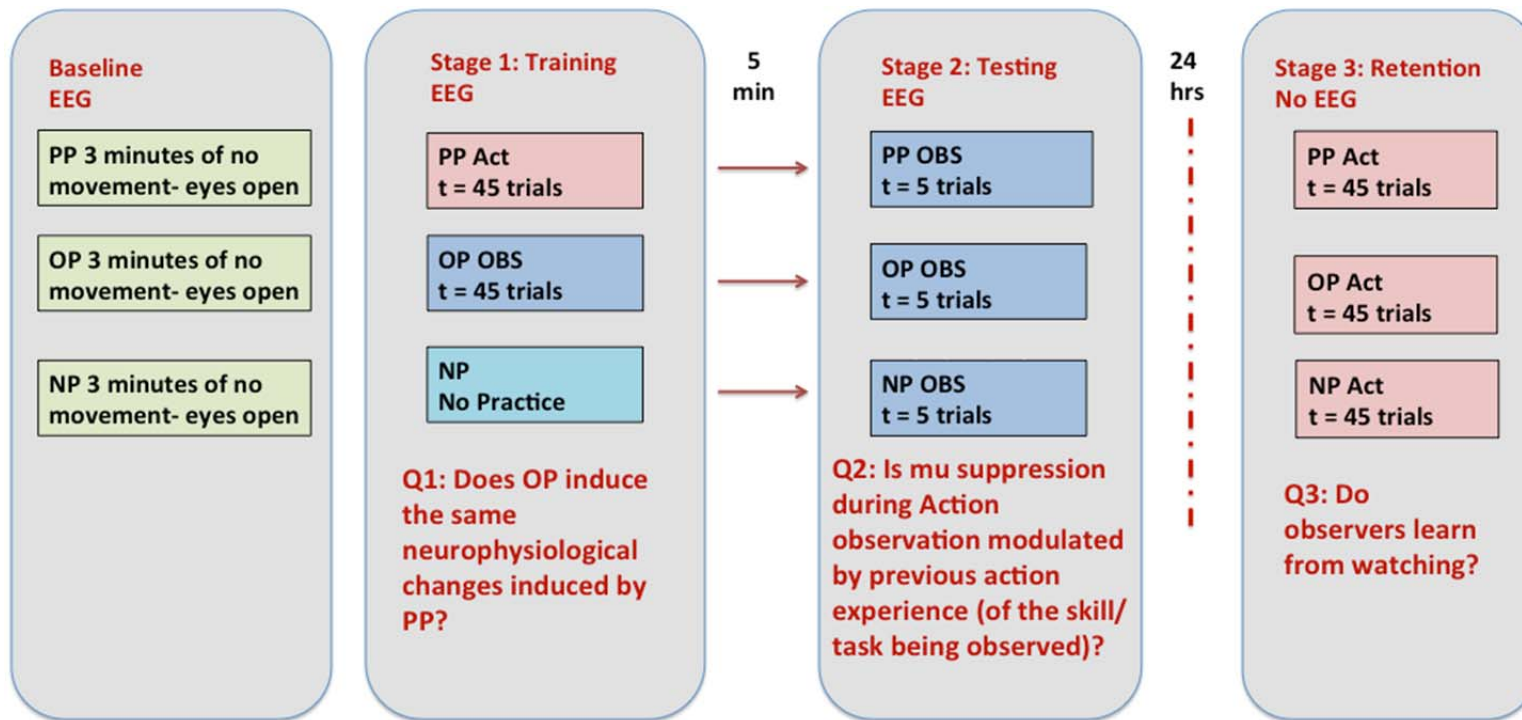 Baseline
EEG
PP 3 minutes of no
movement- eyes open
OP 3 minutes of no
movement- eyes open
NP 3 minutes of no
movement- eyes open
Stage 1: Training
EEG
PP Act
t = 45 trials
OP OBS
t = 45 trials
NP
No Practice
Q1: Does OP induce
the same
neurophysiological
changes induced by
PP?
5
min
Stage 2: Testing
EEG
PP OBS
t = 5 trials
OP OBS
t = 5 trials
NP OBS
t = 5 trials
Q2: Is mu suppression
during Action
observation modulated
by previous action
experience (of the skill/
task being observed)?
24
hrs
Stage 3: Retention
No EEG
PP Act
t = 45 trials
OP Act
t = 45 trials
NP Act
t = 45 trials
Q3: Do
observers learn
from watching?